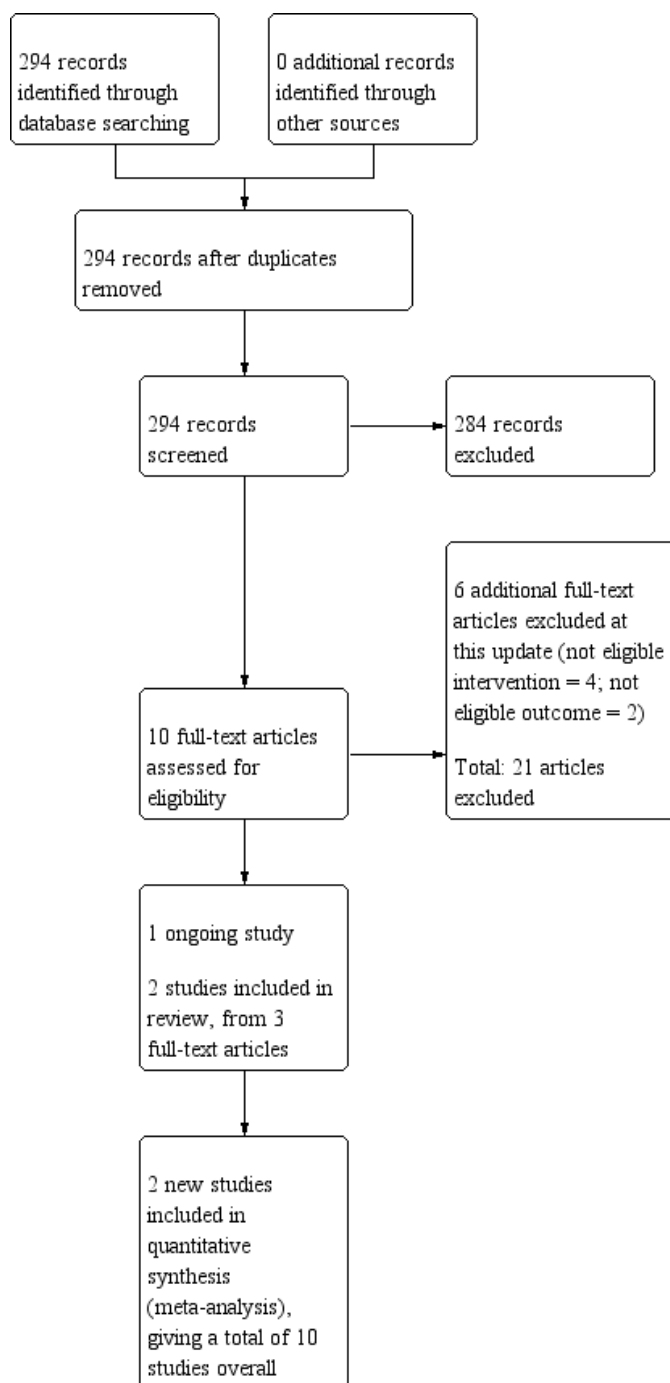 294 records
identified through
database searching
0 additional records
identified through
other sources
294 records after duplicates
removed
294 records
screened
284 records
excluded
6 additional full-text
articles excluded at
this update (not eligible
intervention = 4; not
eligible outcome = 2)
Total: 21 articles
excluded
10 full-text articles
assessed for
eligibility
1 ongoing study
2 studies included in
review, from 3
full-text articles
2 new studies
included in
quantitative
synthesis
(meta-analysis),
giving a total of 10
studies overall